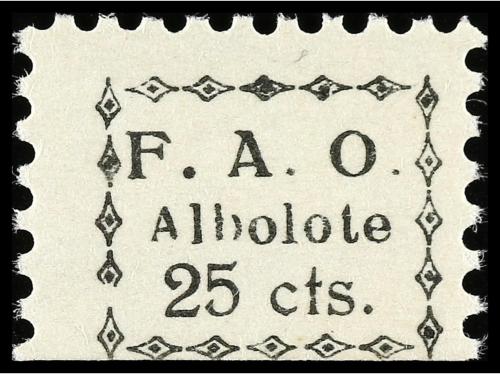 F. A. O.
Albolote
25 cts.